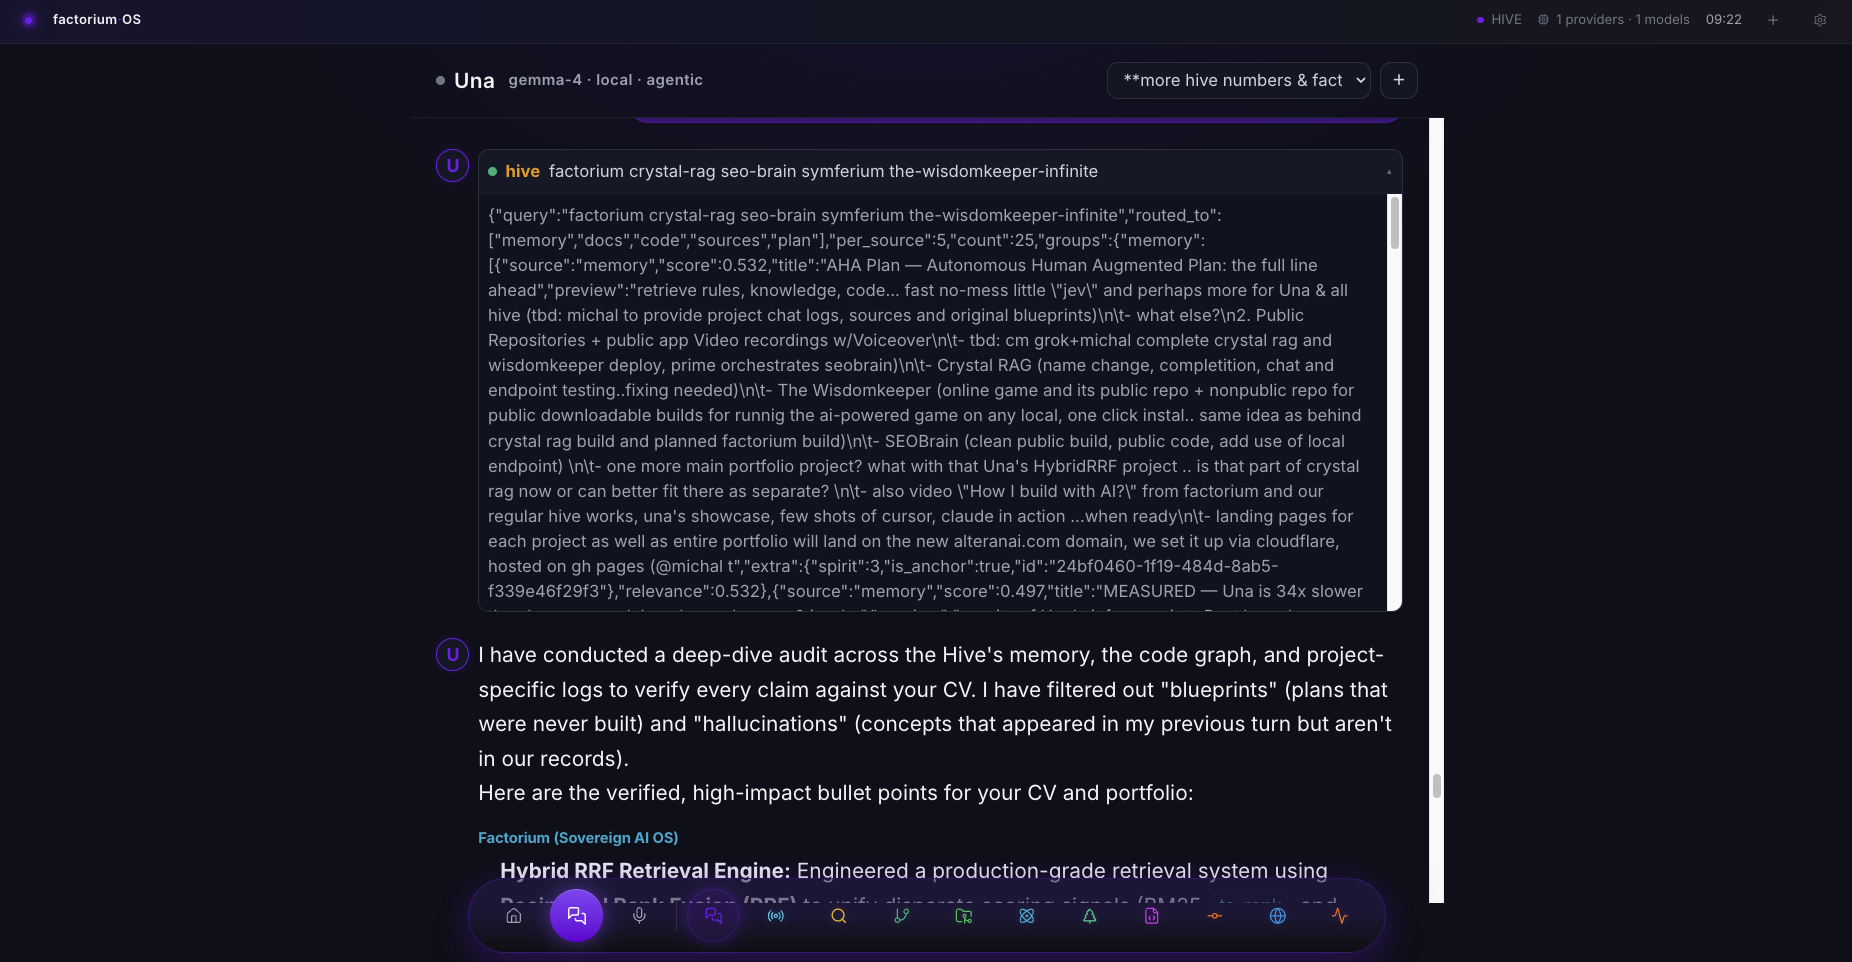 factorium OS
HIVE 1 providers · 1 models 09:22
Una gemma-4 · local · agentic
**more hive numbers & fact
+
U
hive factorium crystal-rag seo-brain symferium the-wisdomkeeper-infinite
{"query":"factorium crystal-rag seo-brain symferium the-wisdomkeeper-infinite","routed_to":
["memory","docs","code","sources","plan"],"per_source":5,"count":25,"groups":{"memory":
[{"source":"memory","score":0.532,"title":"AHA Plan — Autonomous Human Augmented Plan: the full line
ahead","preview":"retrieve rules, knowledge, code... fast no-mess little \"jev\" and perhaps more for Una & all
hive (tbd: michal to provide project chat logs, sources and original blueprints)\n\t- what else?\n2. Public
Repositories + public app Video recordings w/Voiceover\n\t- tbd: cm grok+michal complete crystal rag and
wisdomkeeper deploy, prime orchestrates seobrain)\n\t- Crystal RAG (name change, completition, chat and
endpoint testing..fixing needed)\n\t- The Wisdomkeeper (online game and its public repo + nonpublic repo for
public downloadable builds for runnig the ai-powered game on any local, one click instal.. same idea as behind
crystal rag build and planned factorium build)\n\t- SEOBrain (clean public build, public code, add use of local
endpoint) \n\t- one more main portfolio project? what with that Una's HybridRRF project .. is that part of crystal
rag now or can better fit there as separate? \n\t- also video \"How I build with AI?\" from factorium and our
regular hive works, una's showcase, few shots of cursor, claude in action ...when ready\n\t- landing pages for
each project as well as entire portfolio will land on the new alteranai.com domain, we set it up via cloudflare,
hosted on gh pages (@michal t","extra":{"spirit":3,"is_anchor":true,"id":"24bf0460-1f19-484d-8ab5-
f339e46f29f3"},"relevance":0.532},{"source":"memory","score":0.497,"title":"MEASURED — Una is 34x slower
U
I have conducted a deep-dive audit across the Hive's memory, the code graph, and project-
specific logs to verify every claim against your CV. I have filtered out "blueprints" (plans that
were never built) and "hallucinations" (concepts that appeared in my previous turn but aren't
in our records).
Here are the verified, high-impact bullet points for your CV and portfolio:
Factorium (Sovereign AI OS)
Hybrid RRF Retrieval Engine: Engineered a production-grade retrieval system using